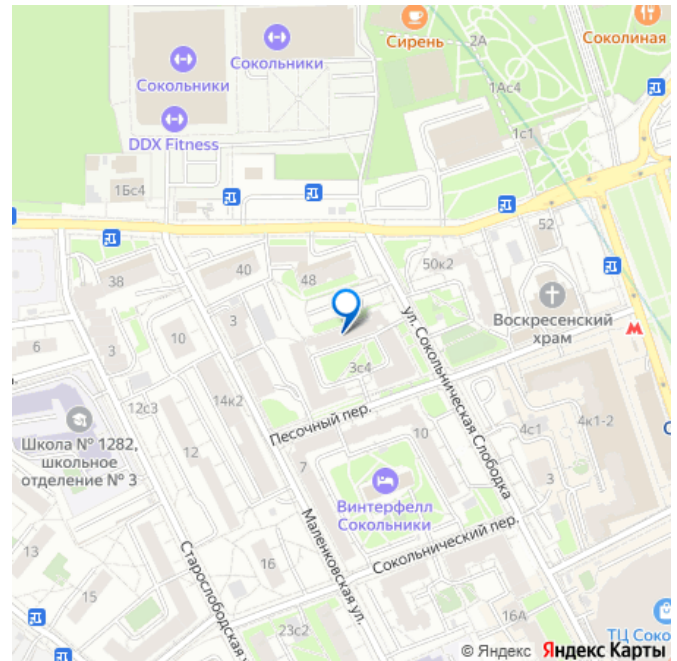 Сирень
2А
Соколиная
Сокольники
Сокольники
1Ас4
DDX Fitness
1с1
1Бс4
52
38
40
48
50к2
Воскресенский
храм
6
3
10
3
3с4
ул. Сокольническая Слободка
14к2
12с3
Песочный пер.
10
4с1
4к1-2
Школа № 1282,
школьное
отделение № 3
12
7
3
Винтерфелл
Сокольники
Маленковская ул.
Сокольнический пер.
13
16
15
Старослободская у
23с2
16А
ТЦ Соко
© Яндекс Яндекс Карты